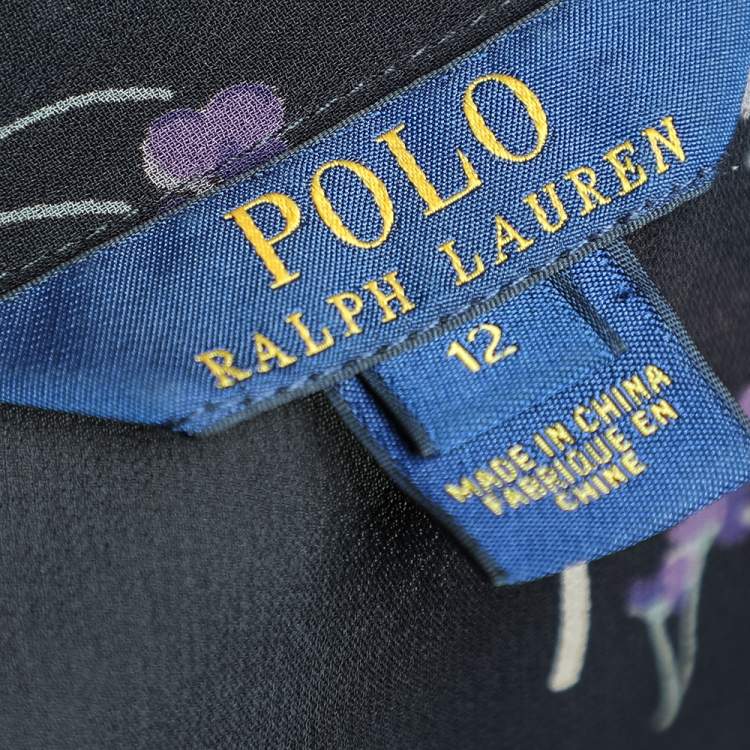 POLO
RALPH LAUREN
12
MADE IN CHINA
FABRIQUE EN
CHINE